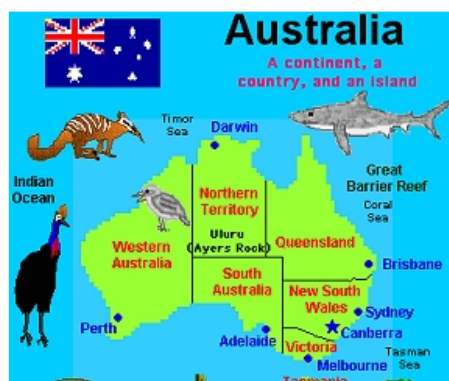 Australia
A continent, a
country, and an island
Timor
Sea
Darwin
Great
Barrier Reef
Coral
Sea
Indian
Ocean
Northern
Territory
Uluru
(Ayers Rock)
Queensland
Western
Australia
South
Australia
Brisbane
New South
Wales
Sydney
Perth
Adelaide
Canberra
Victoria
Melbourne
Tasman
Sea
Tasmania